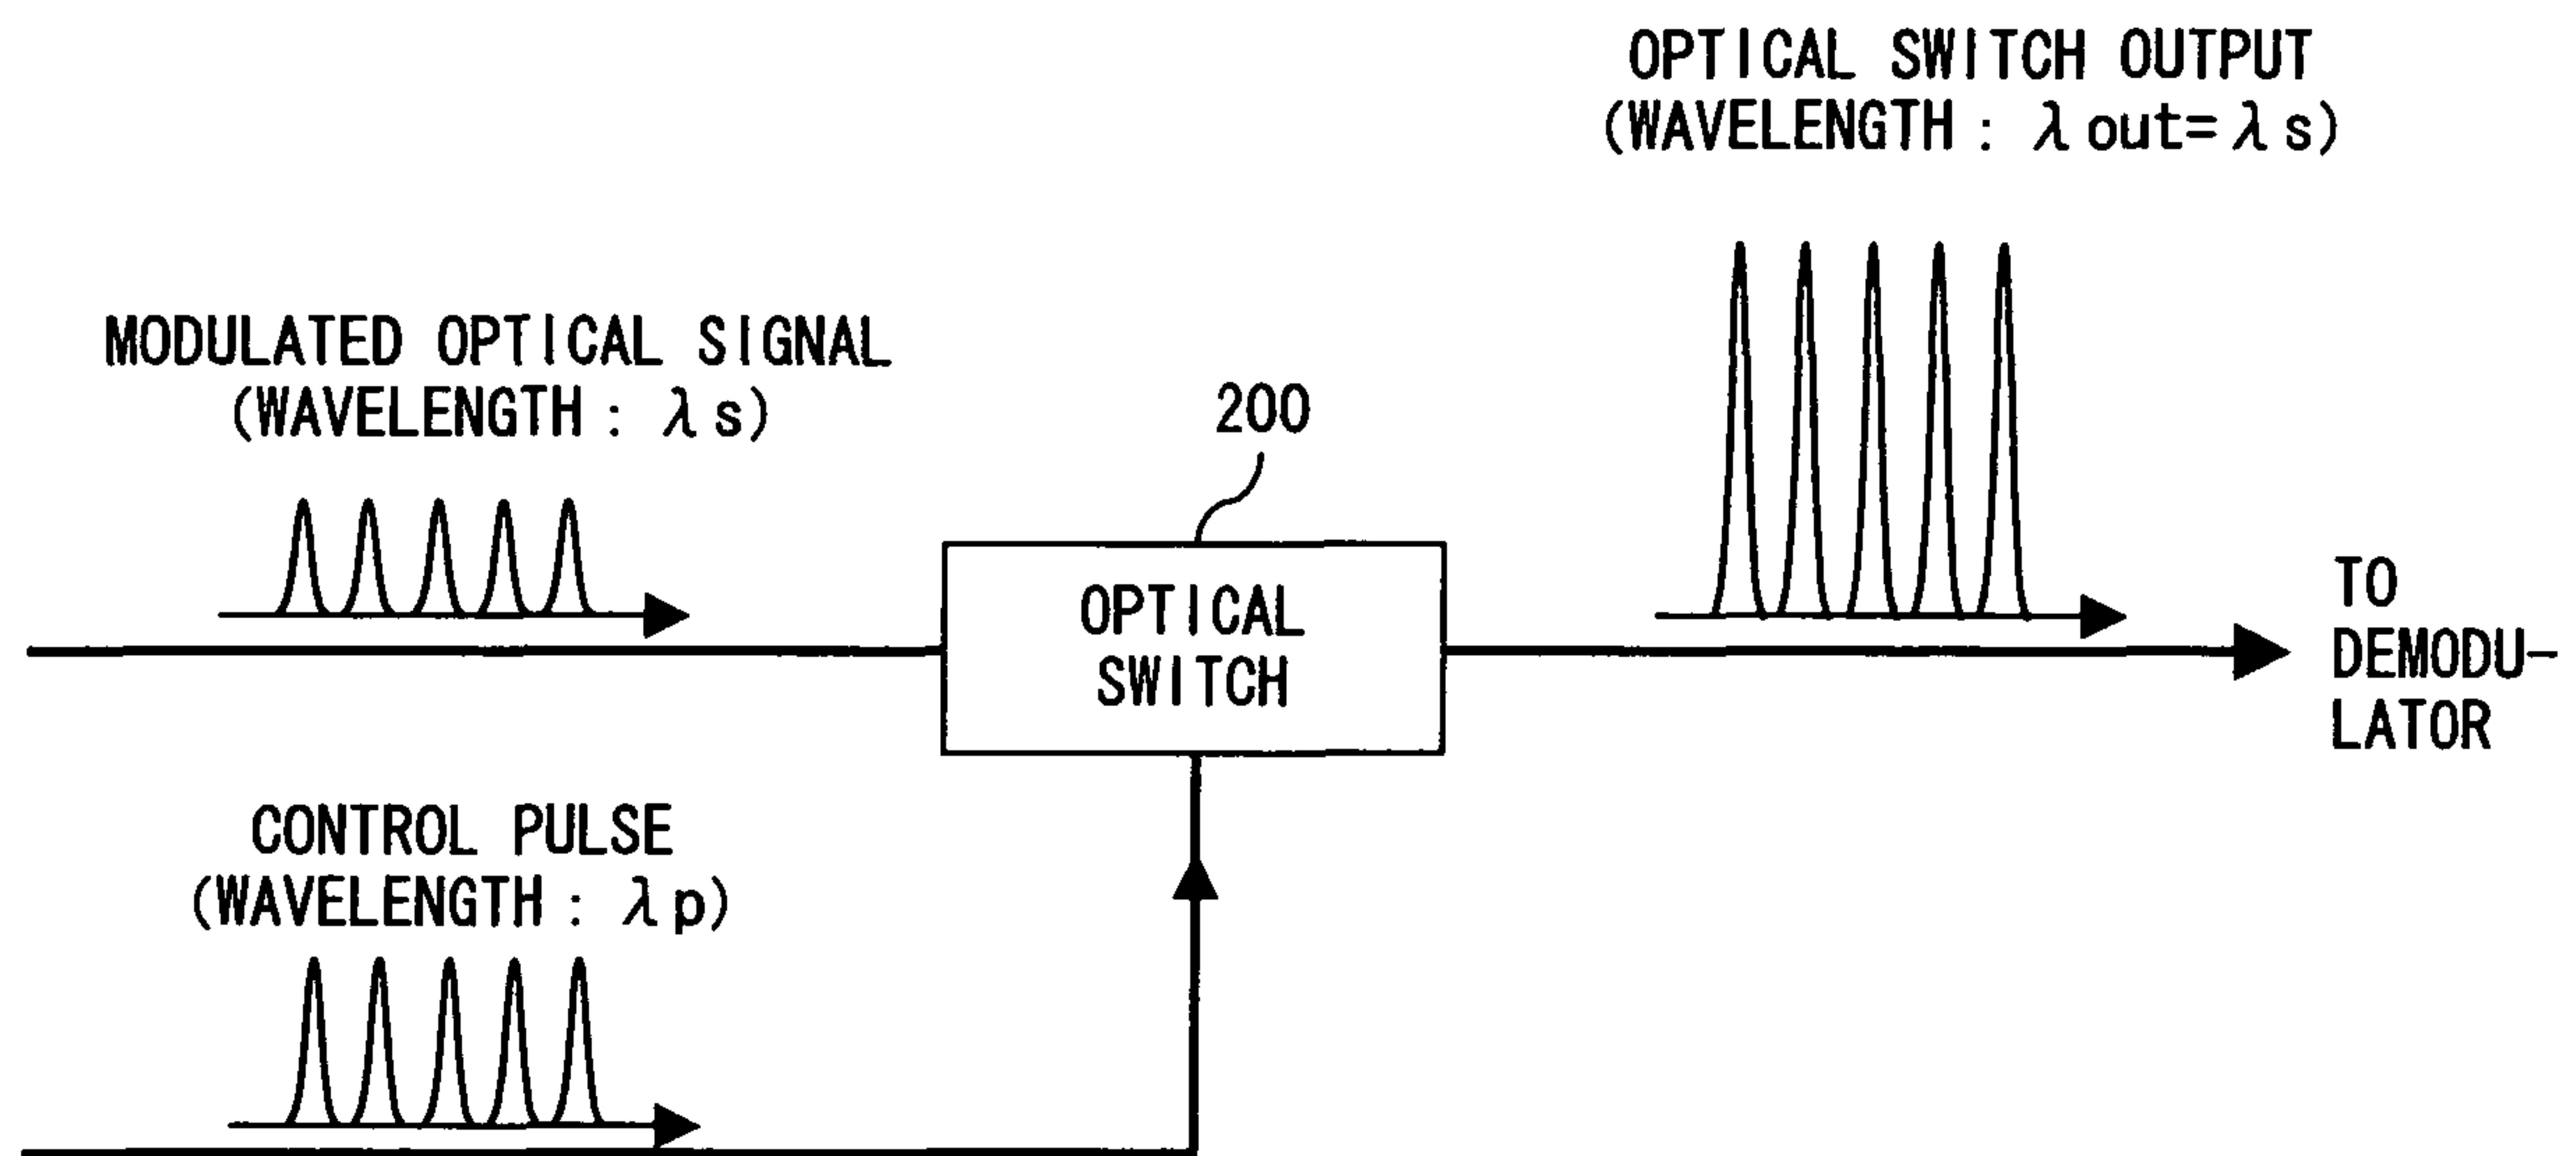 OPTICAL SWITCH OUTPUT
(WAVELENGTH : λout=λs)
MODULATED OPTICAL SIGNAL
(WAVELENGTH : λs)
200
OPTICAL
SWITCH
TO
DEMODU-
LATOR
CONTROL PULSE
(WAVELENGTH : λp)